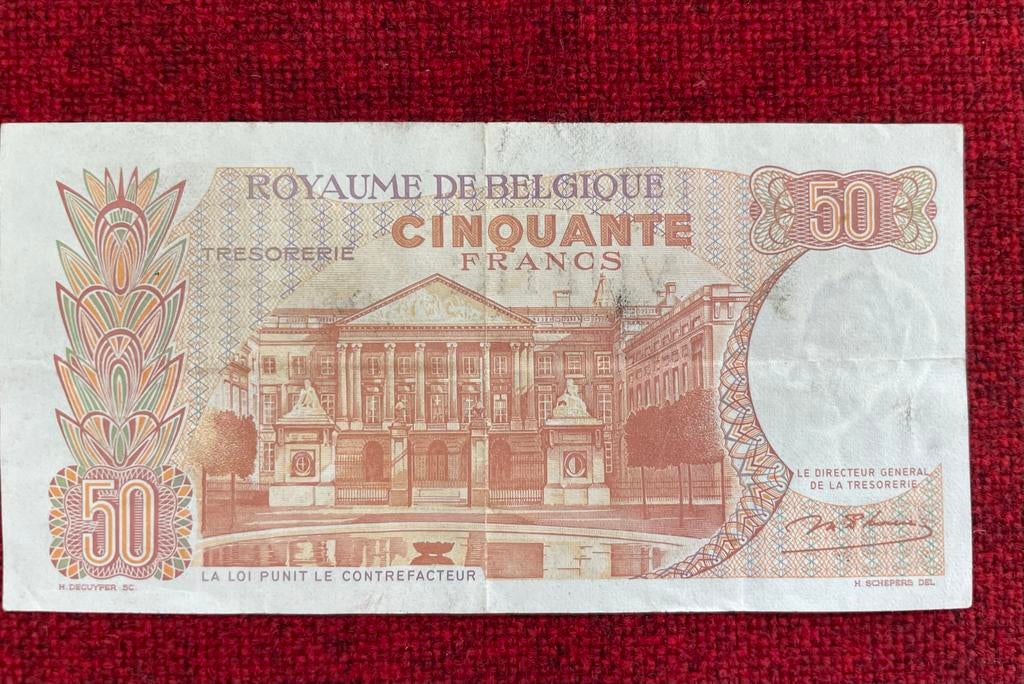 ROYAUME DE BELGIQUE
50
CINQUANTE
TRESORERIE
FRANCS
LE DIRECTEUR GENERAL
DE LA TRESORERIE
50
LA LOI PUNIT LE CONTREFACTEUR
H. DECUYPER SC.
H. SCHEPERS DEL.